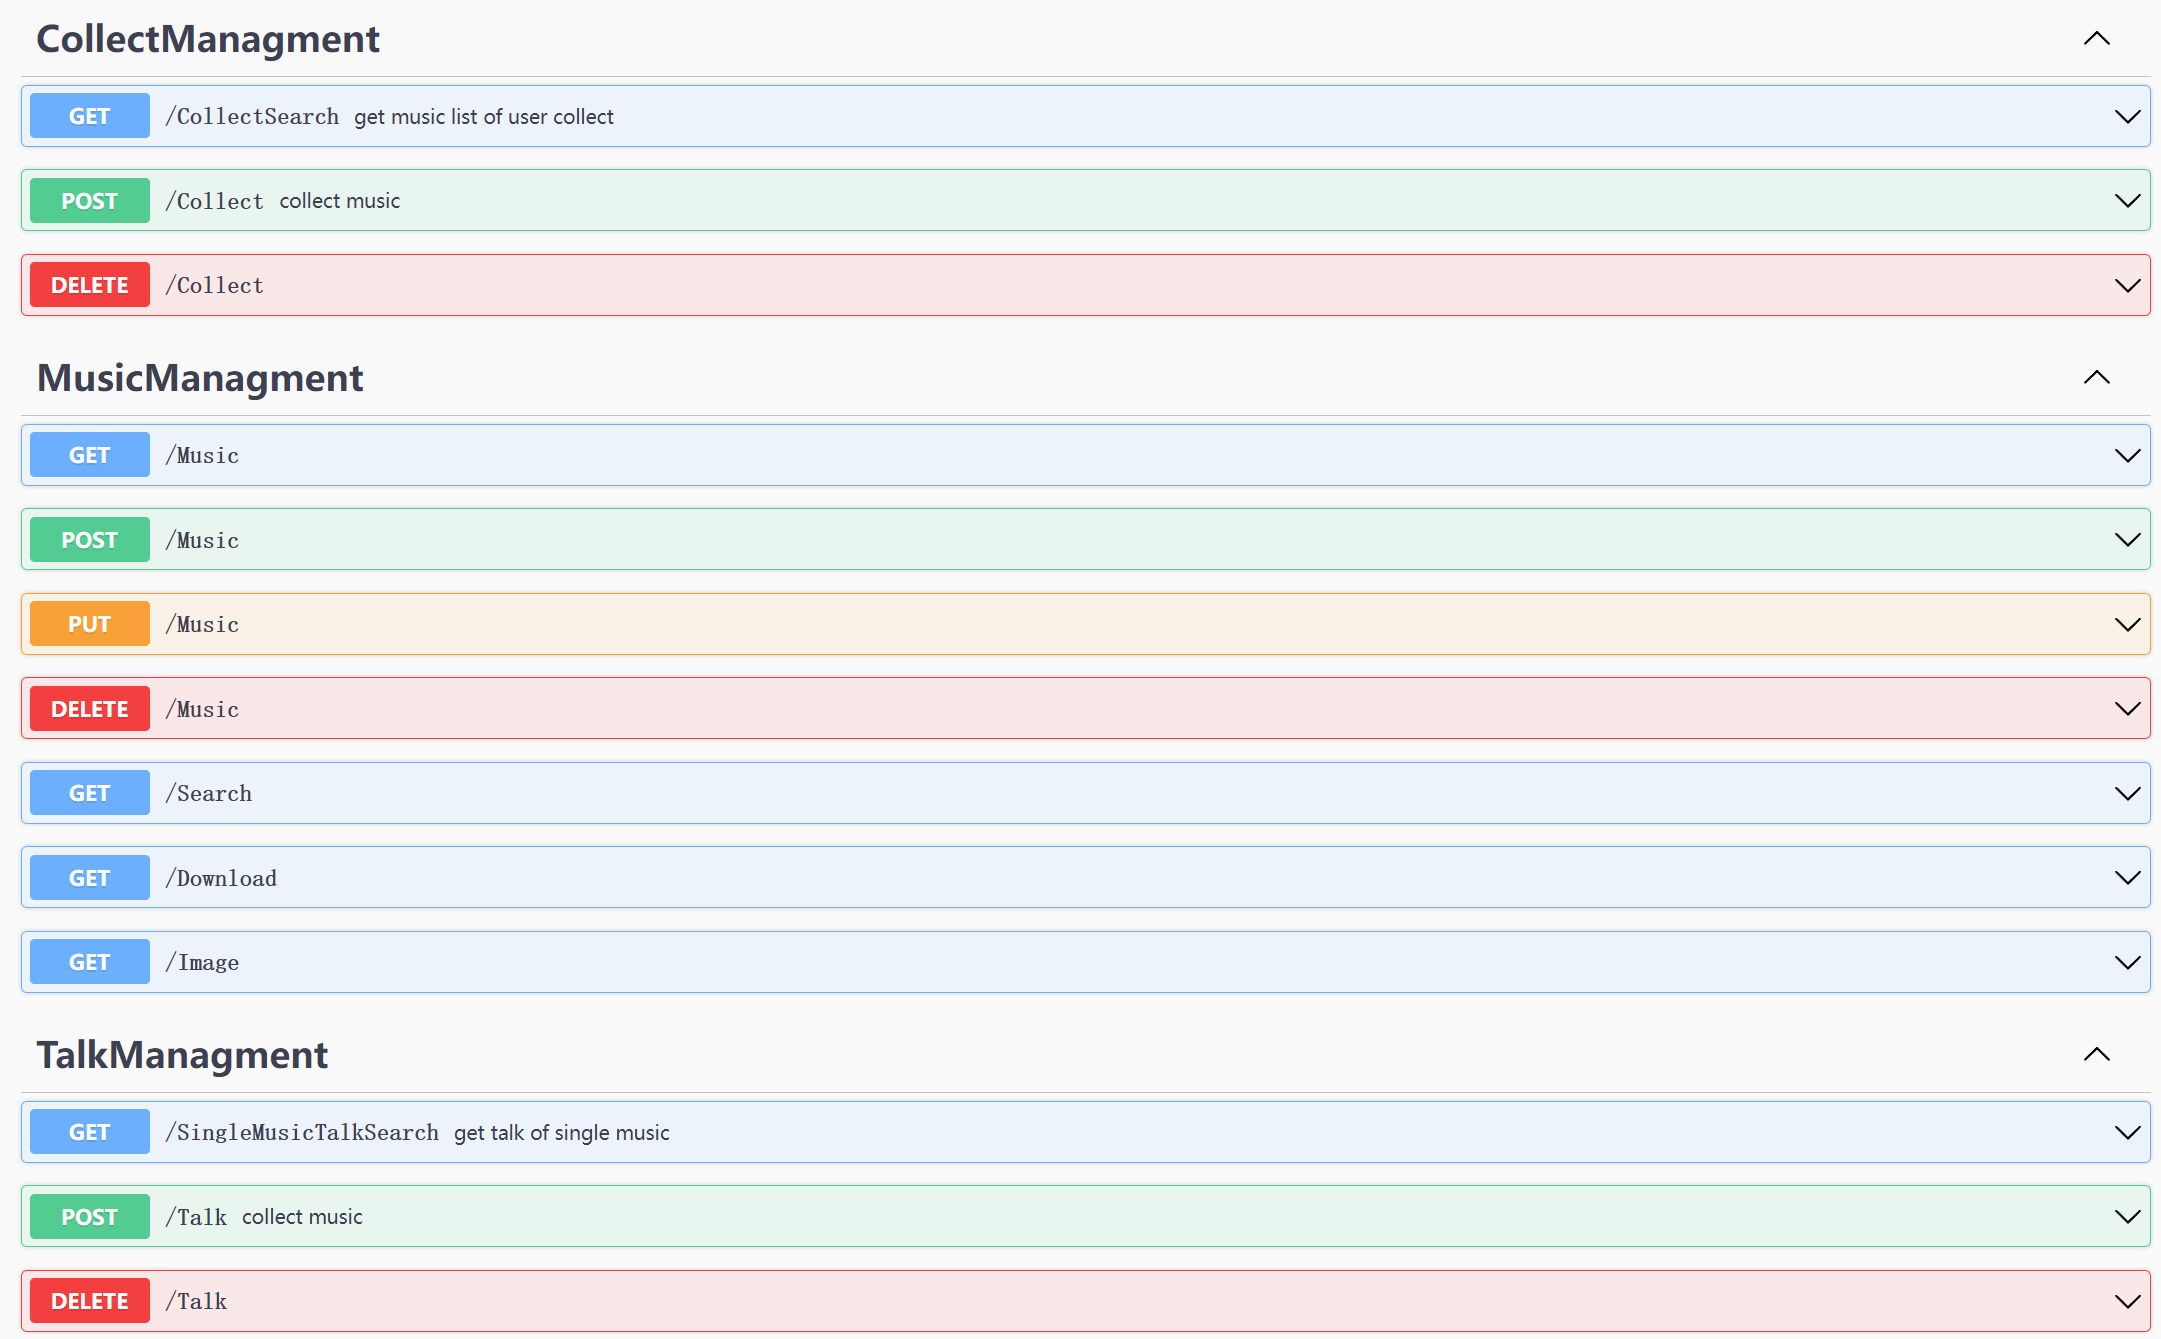 CollectManagment
GET /CollectSearch get music list of user collect
POST /Collect collect music
DELETE /Collect
MusicManagment
GET /Music
POST /Music
PUT /Music
DELETE /Music
GET /Search
GET /Download
GET /Image
TalkManagment
GET /SingleMusicTalkSearch get talk of single music
POST /Talk collect music
DELETE /Talk